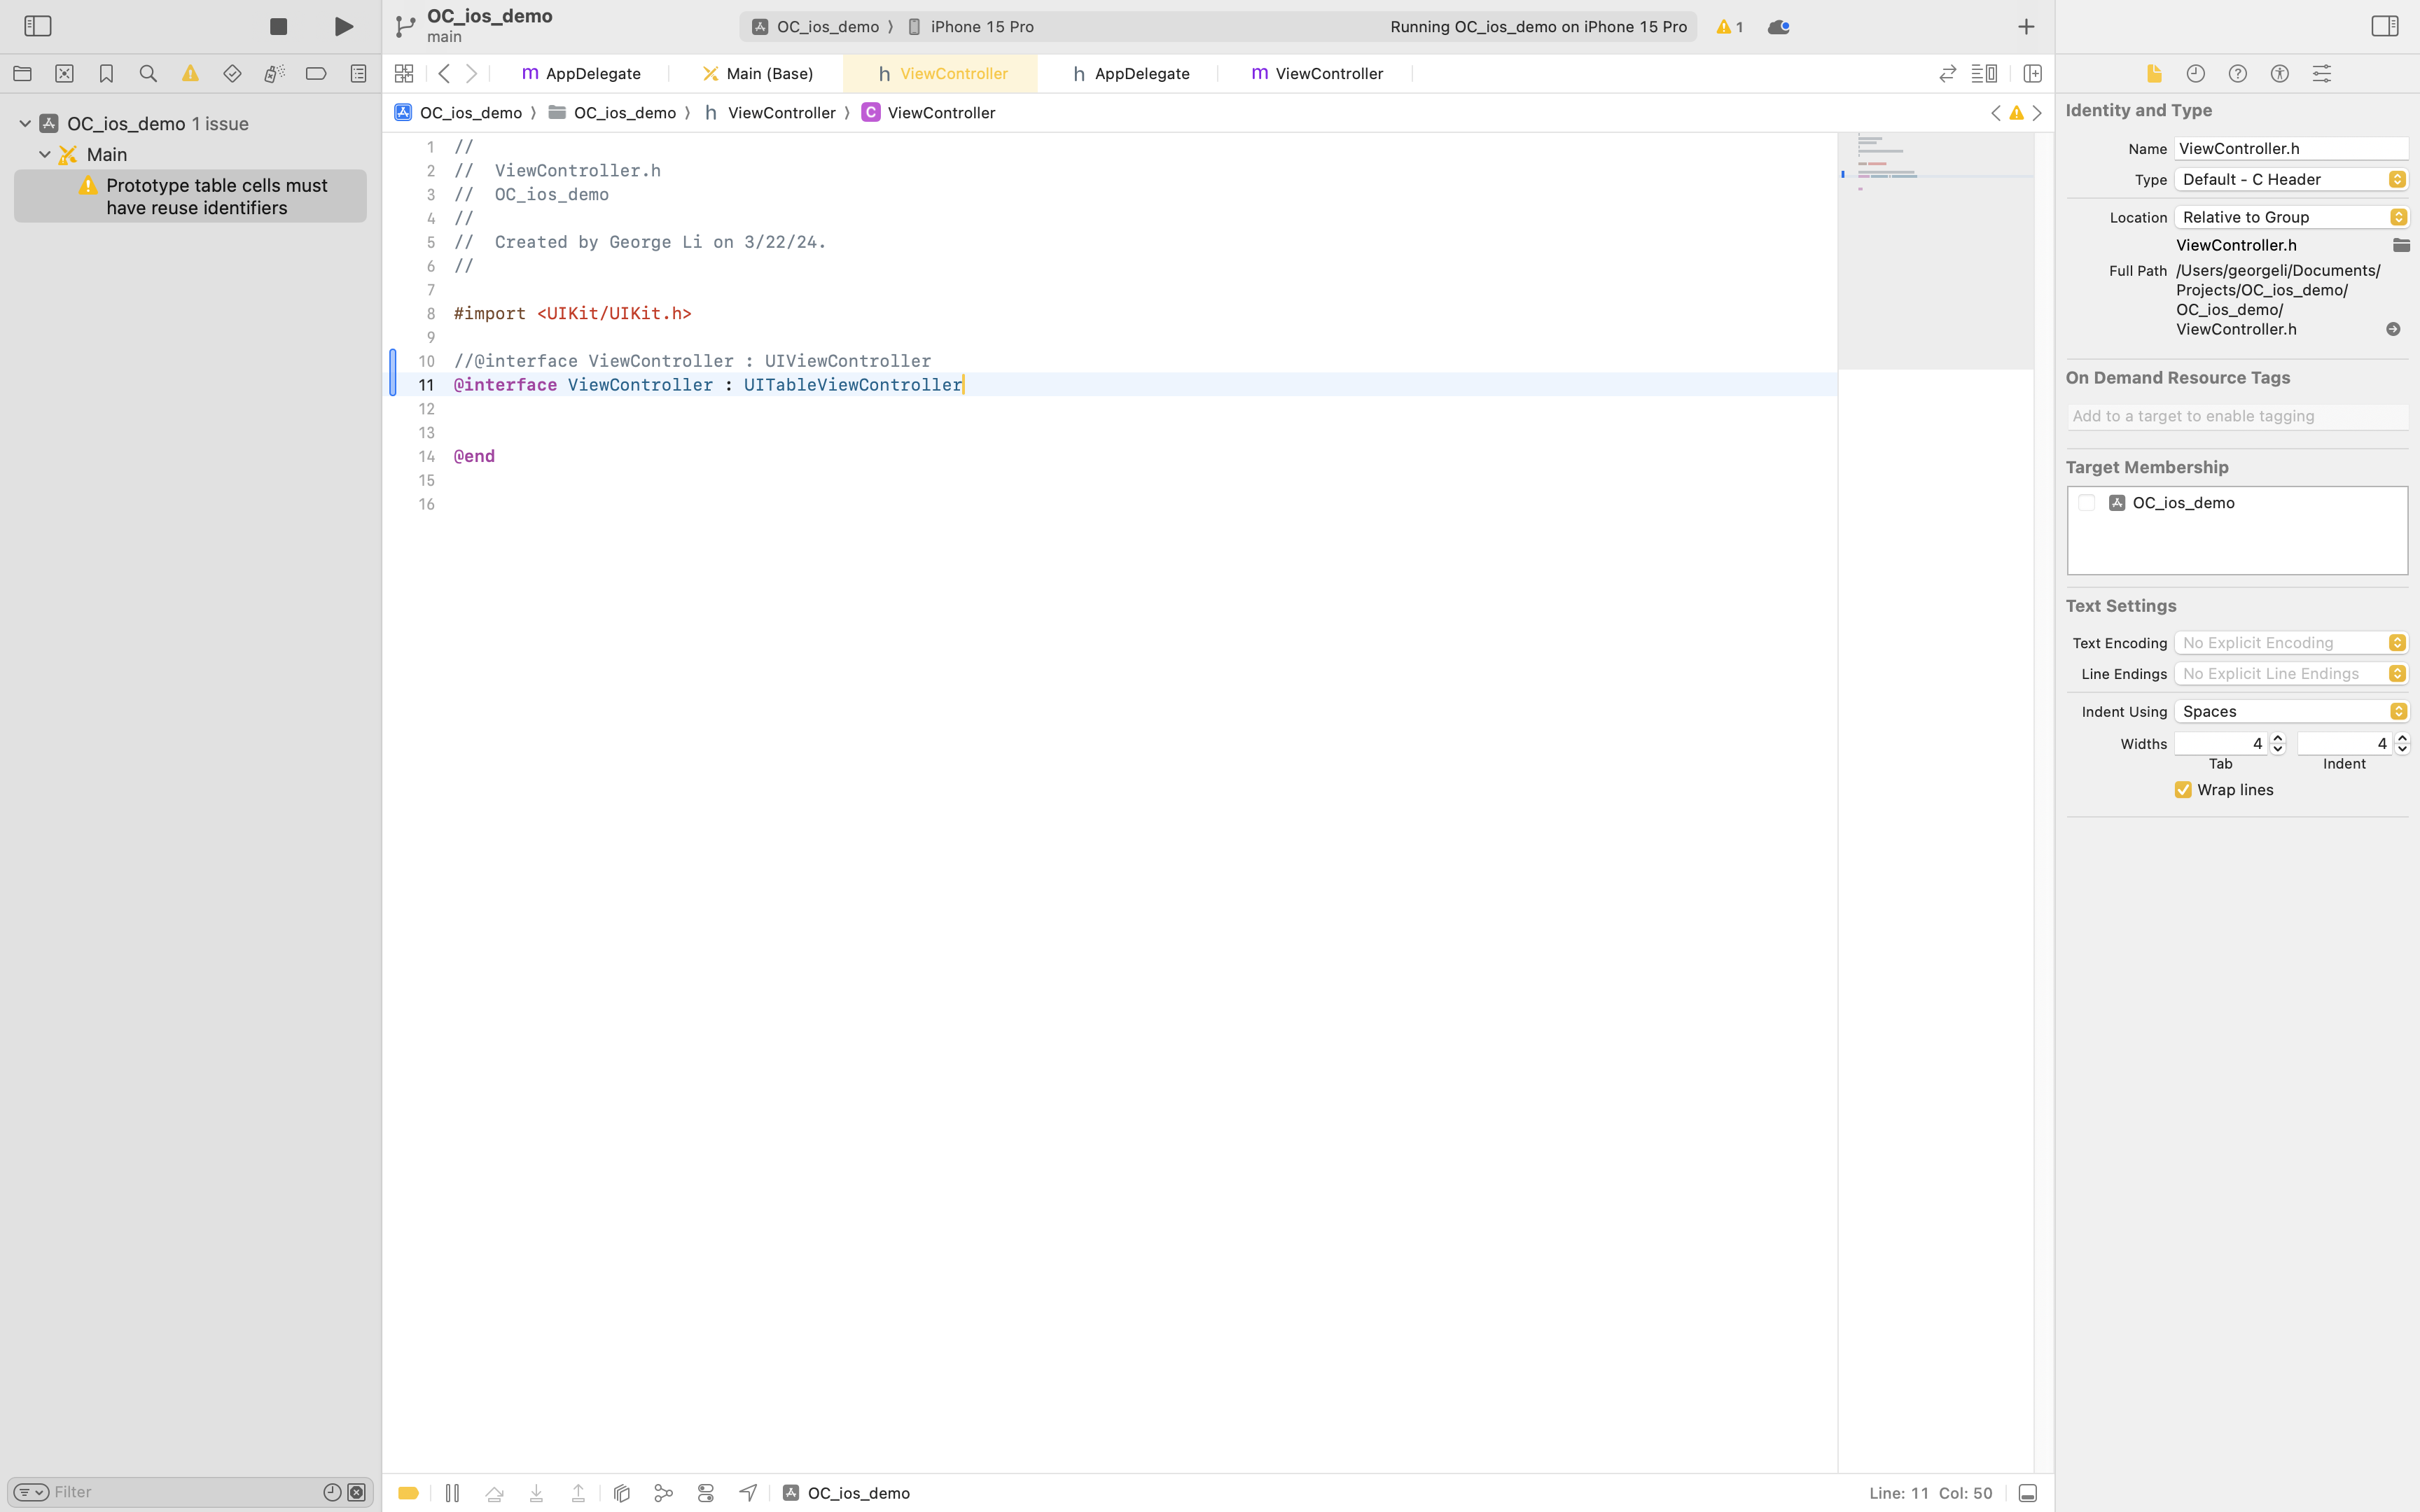 OC_ios_demo
main
OC_ios_demo
iPhone 15 Pro
Running OC_ios_demo on iPhone 15 Pro
1
m AppDelegate
Main (Base)
h ViewController
h AppDelegate
m ViewController
OC_ios_demo
OC_ios_demo
h ViewController
C ViewController
OC_ios_demo 1 issue
Main
Prototype table cells must
have reuse identifiers
1 //
2 //  ViewController.h
3 //  OC_ios_demo
4 //
5 //  Created by George Li on 3/22/24.
6 //
7
8 #import <UIKit/UIKit.h>
9
10 //@interface ViewController : UIViewController
11 @interface ViewController : UITableViewController
12
13
14 @end
15
16
Identity and Type
Name ViewController.h
Type Default - C Header
Location Relative to Group
ViewController.h
Full Path /Users/georgeli/Documents/
Projects/OC_ios_demo/
OC_ios_demo/
ViewController.h
On Demand Resource Tags
Add to a target to enable tagging
Target Membership
OC_ios_demo
Text Settings
Text Encoding No Explicit Encoding
Line Endings No Explicit Line Endings
Indent Using Spaces
Widths 4 4
Tab Indent
Wrap lines
Filter
OC_ios_demo
Line: 11 Col: 50